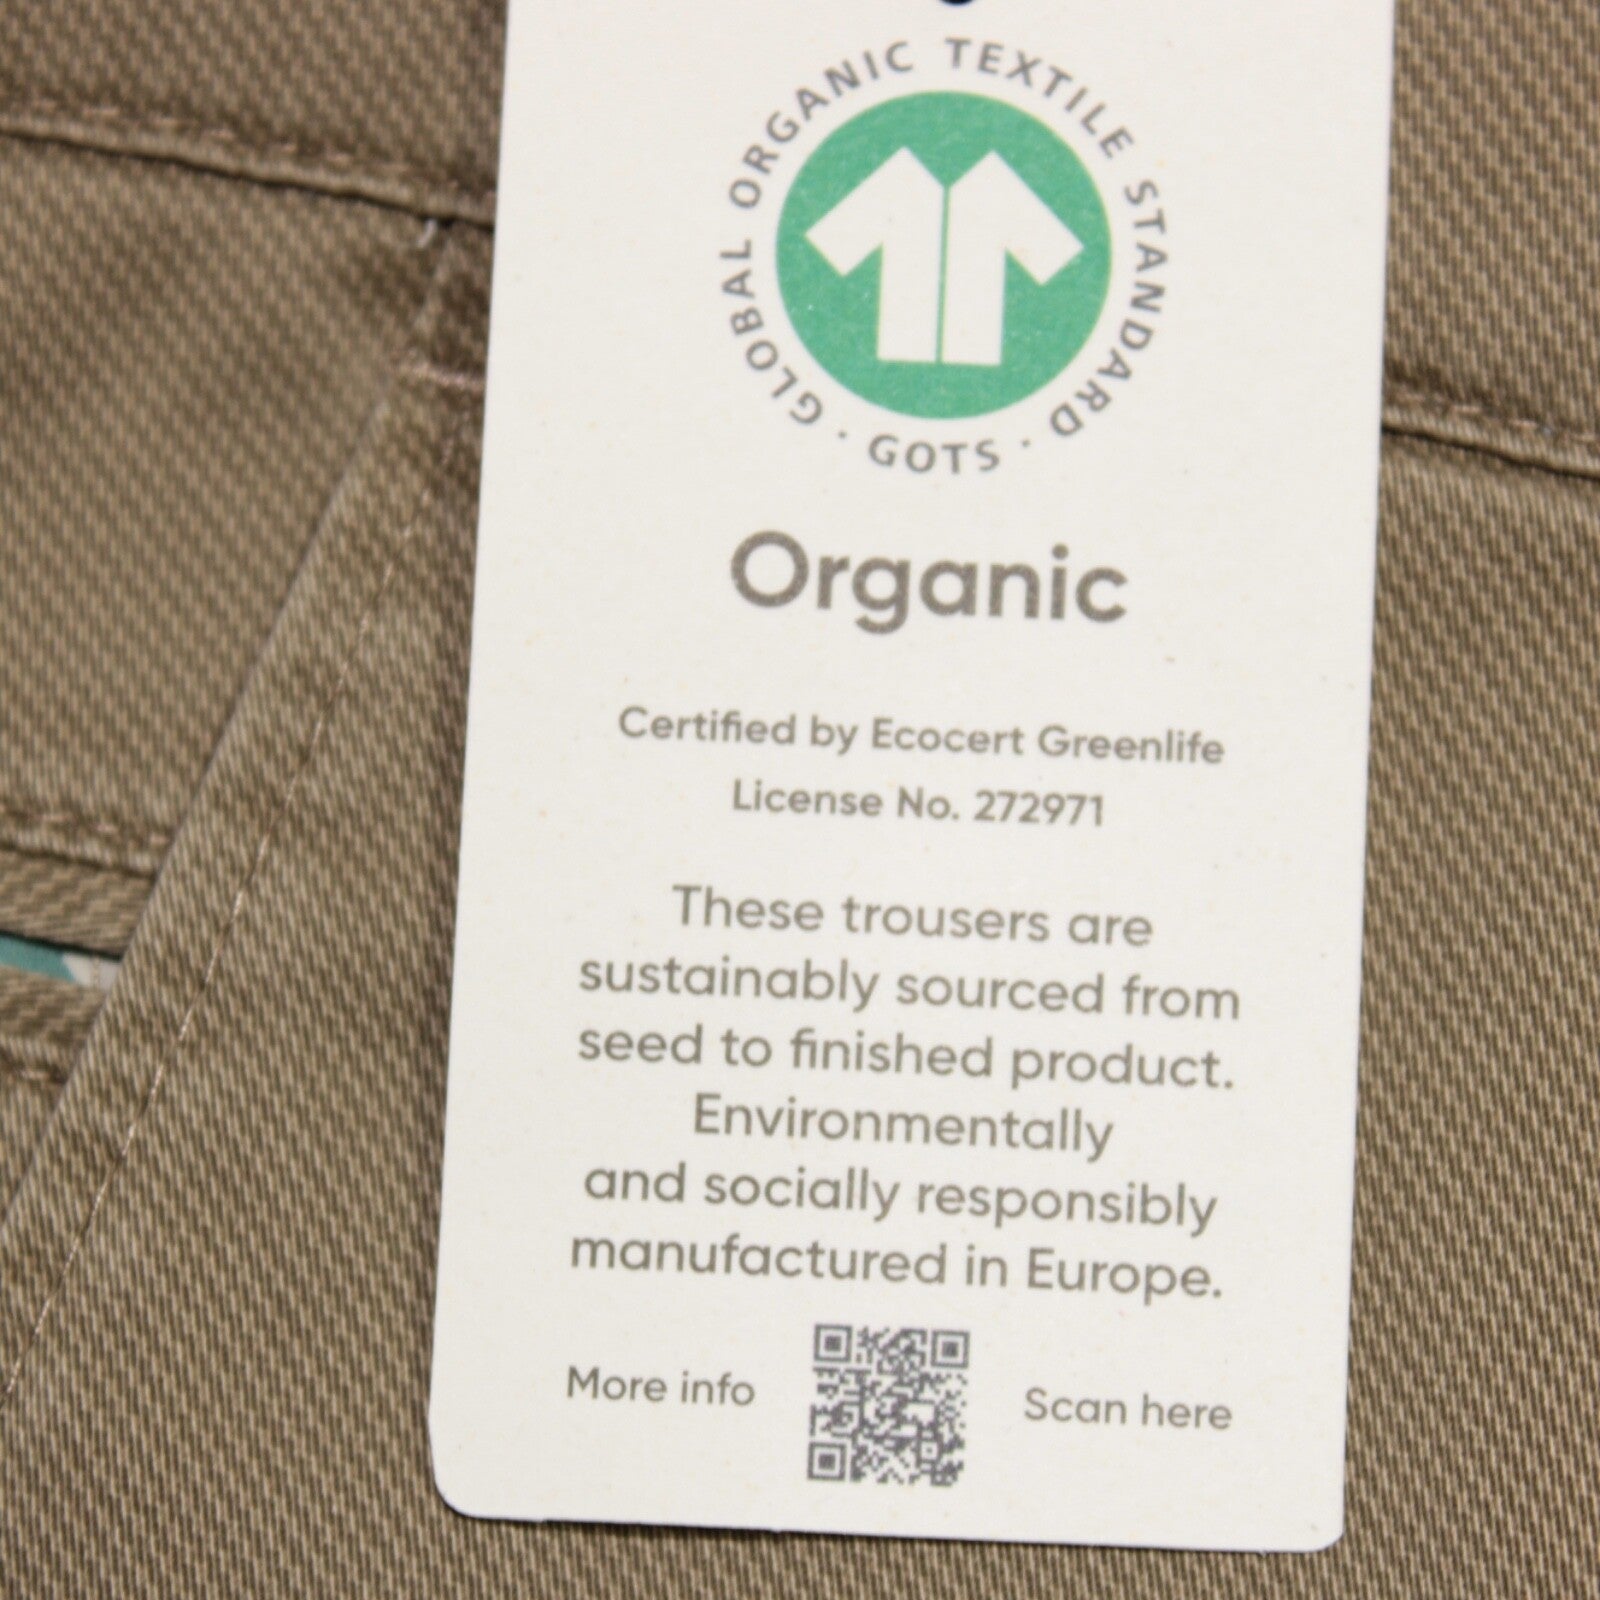 GLOBAL ORGANIC TEXTILE STANDARD · GOTS ·
Organic
Certified by Ecocert Greenlife
License No. 272971
These trousers are
sustainably sourced from
seed to finished product.
Environmentally
and socially responsibly
manufactured in Europe.
More info
Scan here